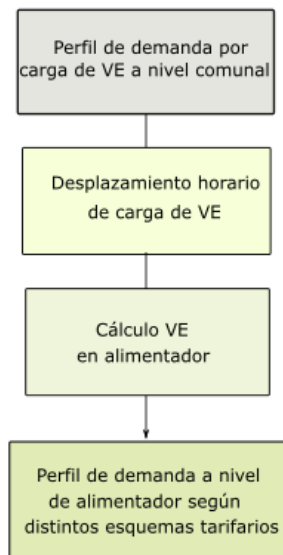 Perfil de demanda por
carga de VE a nivel comunal
Desplazamiento horario
de carga de VE
Cálculo VE
en alimentador
Perfil de demanda a nivel
de alimentador según
distintos esquemas tarifarios